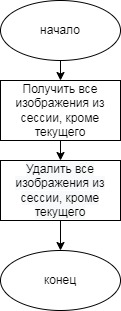 начало
Получить все
изображения из
сессии, кроме
текущего
Удалить все
изображения из
сессии, кроме
текущего
конец